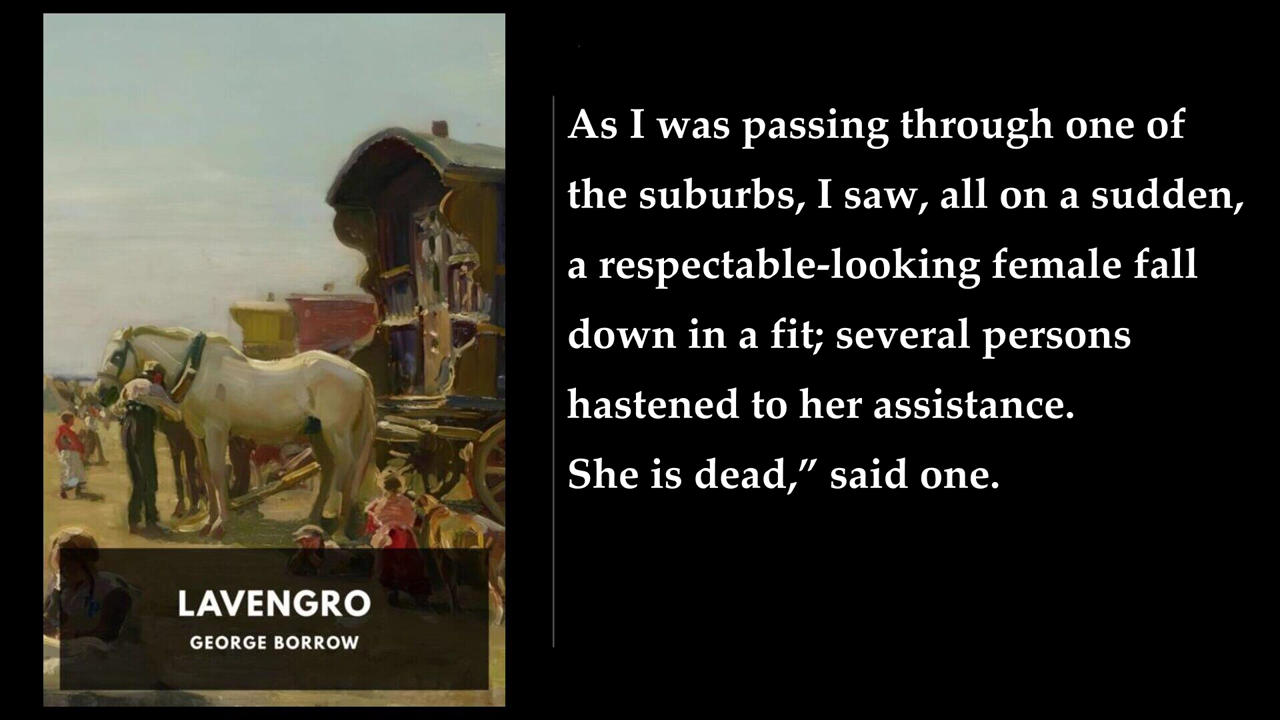 LAVENGRO
GEORGE BORROW
As I was passing through one of
the suburbs, I saw, all on a sudden,
a respectable-looking female fall
down in a fit; several persons
hastened to her assistance.
She is dead,” said one.